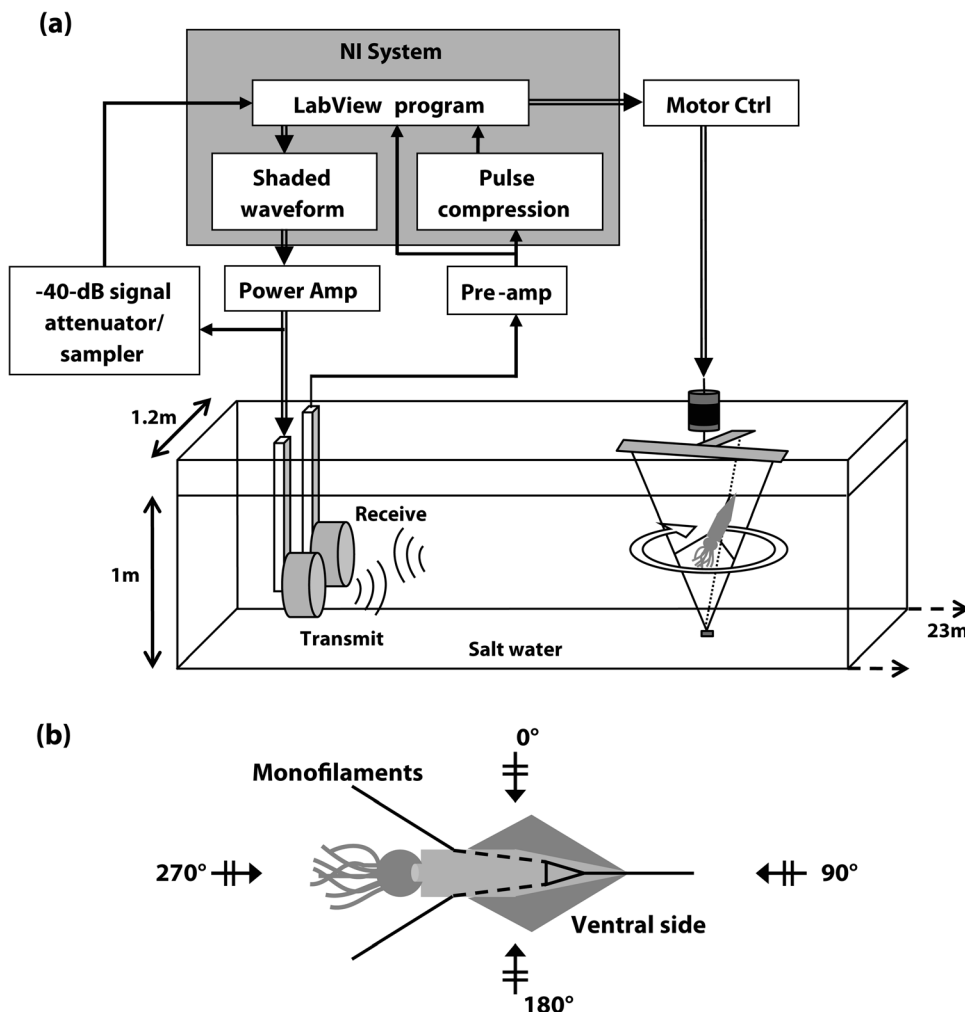 (a)
NI System
LabView program
Motor Ctrl
Shaded
waveform
Pulse
compression
-40-dB signal
attenuator/
sampler
Power Amp
Pre-amp
1.2m
Receive
1m
Transmit
Salt water
23m
(b)
0°
Monofilaments
270°
90°
Ventral side
180°